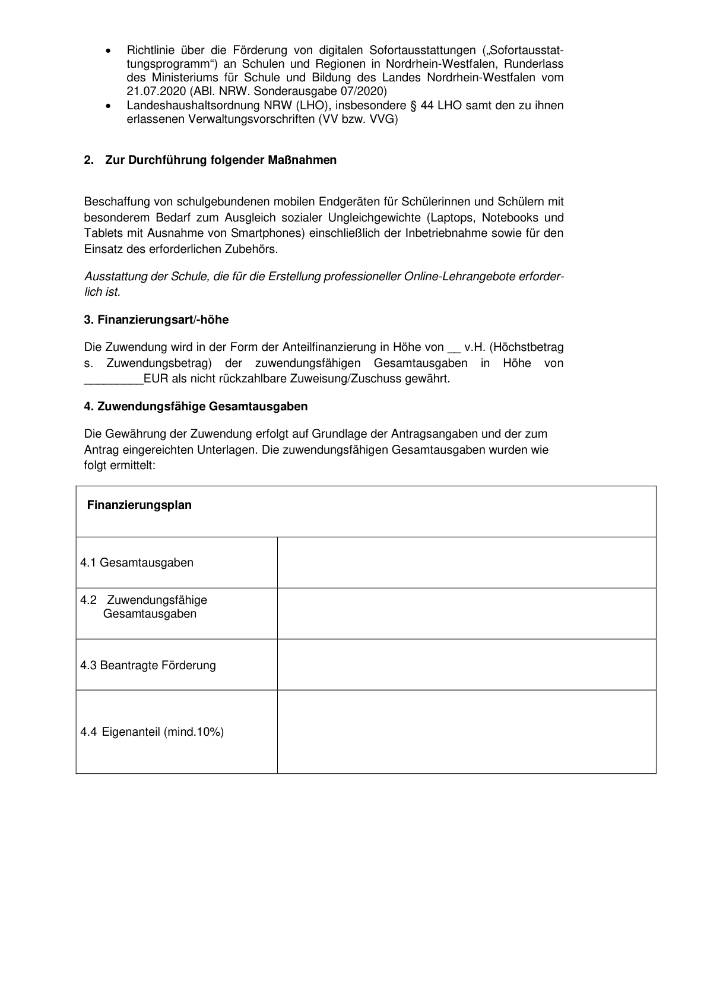 • Richtlinie über die Förderung von digitalen Sofortausstattungen („Sofortausstat-
tungsprogramm“) an Schulen und Regionen in Nordrhein-Westfalen, Runderlass
des Ministeriums für Schule und Bildung des Landes Nordrhein-Westfalen vom
21.07.2020 (ABl. NRW. Sonderausgabe 07/2020)
• Landeshaushaltsordnung NRW (LHO), insbesondere § 44 LHO samt den zu ihnen
erlassenen Verwaltungsvorschriften (VV bzw. VVG)
2. Zur Durchführung folgender Maßnahmen
Beschaffung von schulgebundenen mobilen Endgeräten für Schülerinnen und Schülern mit
besonderem Bedarf zum Ausgleich sozialer Ungleichgewichte (Laptops, Notebooks und
Tablets mit Ausnahme von Smartphones) einschließlich der Inbetriebnahme sowie für den
Einsatz des erforderlichen Zubehörs.
Ausstattung der Schule, die für die Erstellung professioneller Online-Lehrangebote erforder-
lich ist.
3. Finanzierungsart/-höhe
Die Zuwendung wird in der Form der Anteilfinanzierung in Höhe von __ v.H. (Höchstbetrag
s. Zuwendungsbetrag) der zuwendungsfähigen Gesamtausgaben in Höhe von
_________EUR als nicht rückzahlbare Zuweisung/Zuschuss gewährt.
4. Zuwendungsfähige Gesamtausgaben
Die Gewährung der Zuwendung erfolgt auf Grundlage der Antragsangaben und der zum
Antrag eingereichten Unterlagen. Die zuwendungsfähigen Gesamtausgaben wurden wie
folgt ermittelt:
Finanzierungsplan
4.1 Gesamtausgaben
4.2 Zuwendungsfähige
Gesamtausgaben
4.3 Beantragte Förderung
4.4 Eigenanteil (mind.10%)